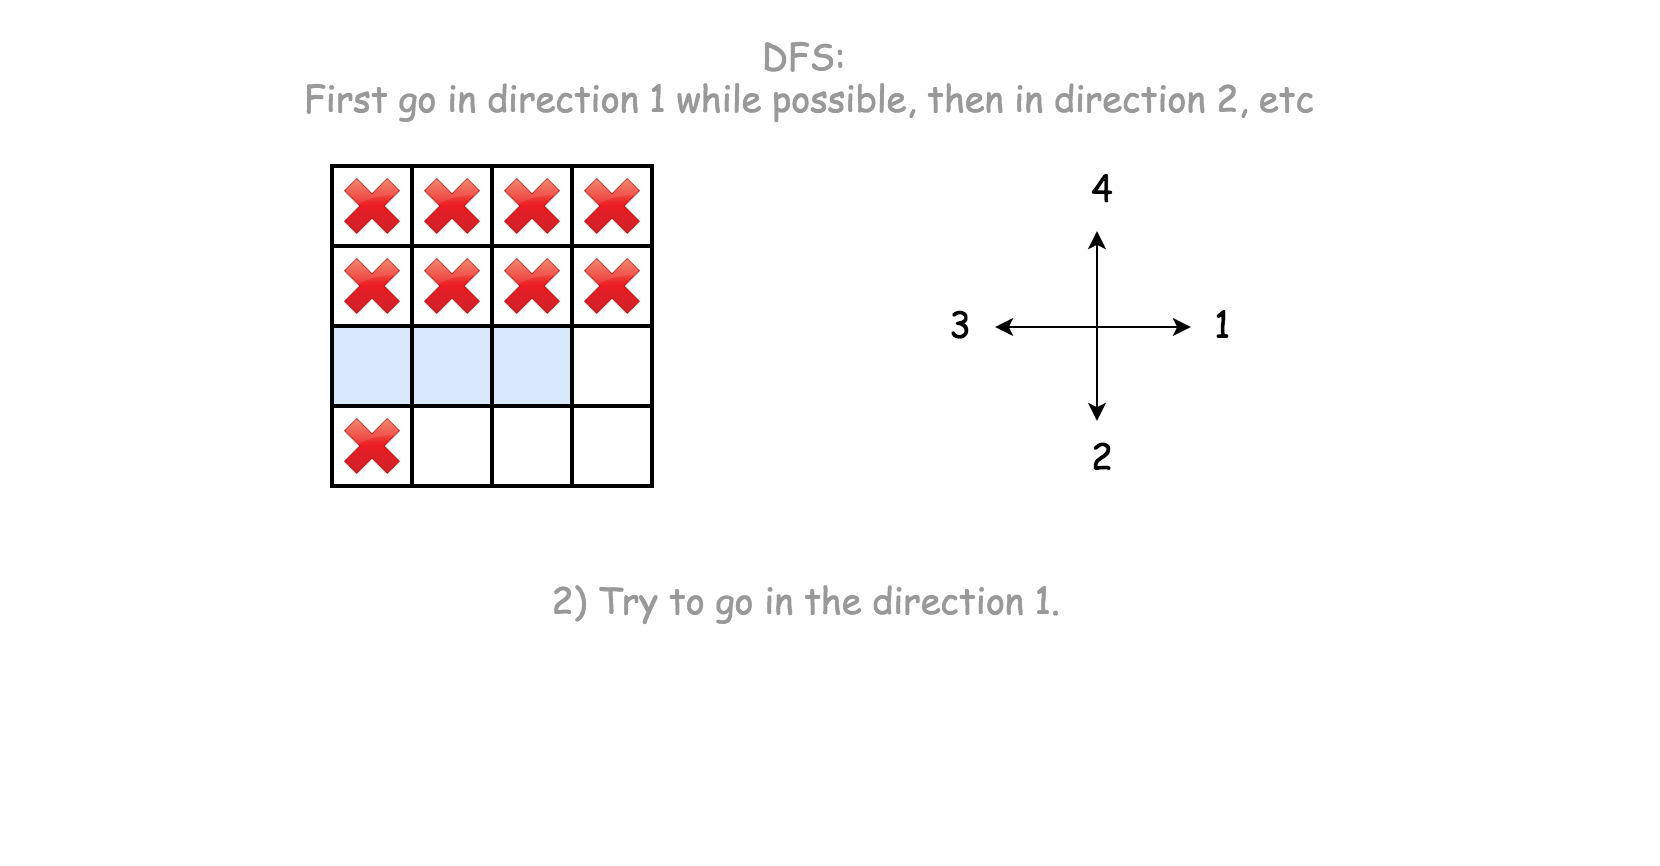 DFS:
First go in direction 1 while possible, then in direction 2, etc
4
3
1
2
2) Try to go in the direction 1.